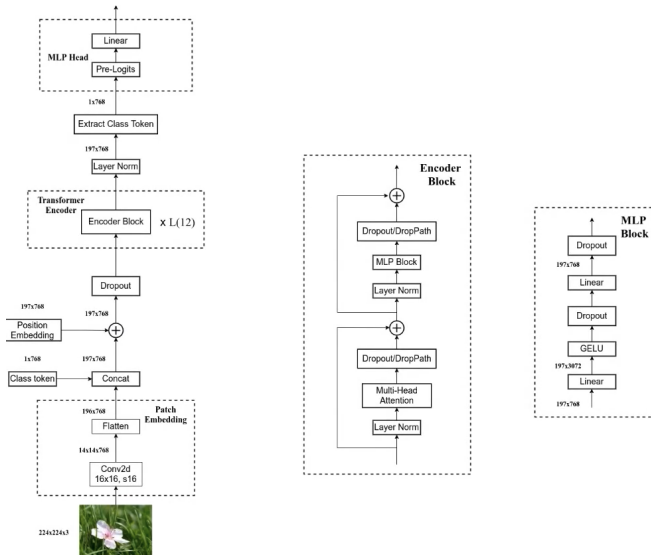 Linear
MLP Head
Pre-Logits
1x768
Extract Class Token
197x768
Layer Norm
Transformer
Encoder
Encoder Block
x L(12)
Dropout
197x768
197x768
Position
Embedding
1x768
197x768
Class token
Concat
196x768
Patch
Embedding
Flatten
14x14x768
Conv2d
16x16, s16
224x224x3
Encoder
Block
Dropout/DropPath
MLP Block
Layer Norm
Dropout/DropPath
Multi-Head
Attention
Layer Norm
MLP
Block
Dropout
197x768
Linear
Dropout
GELU
197x3072
Linear
197x768